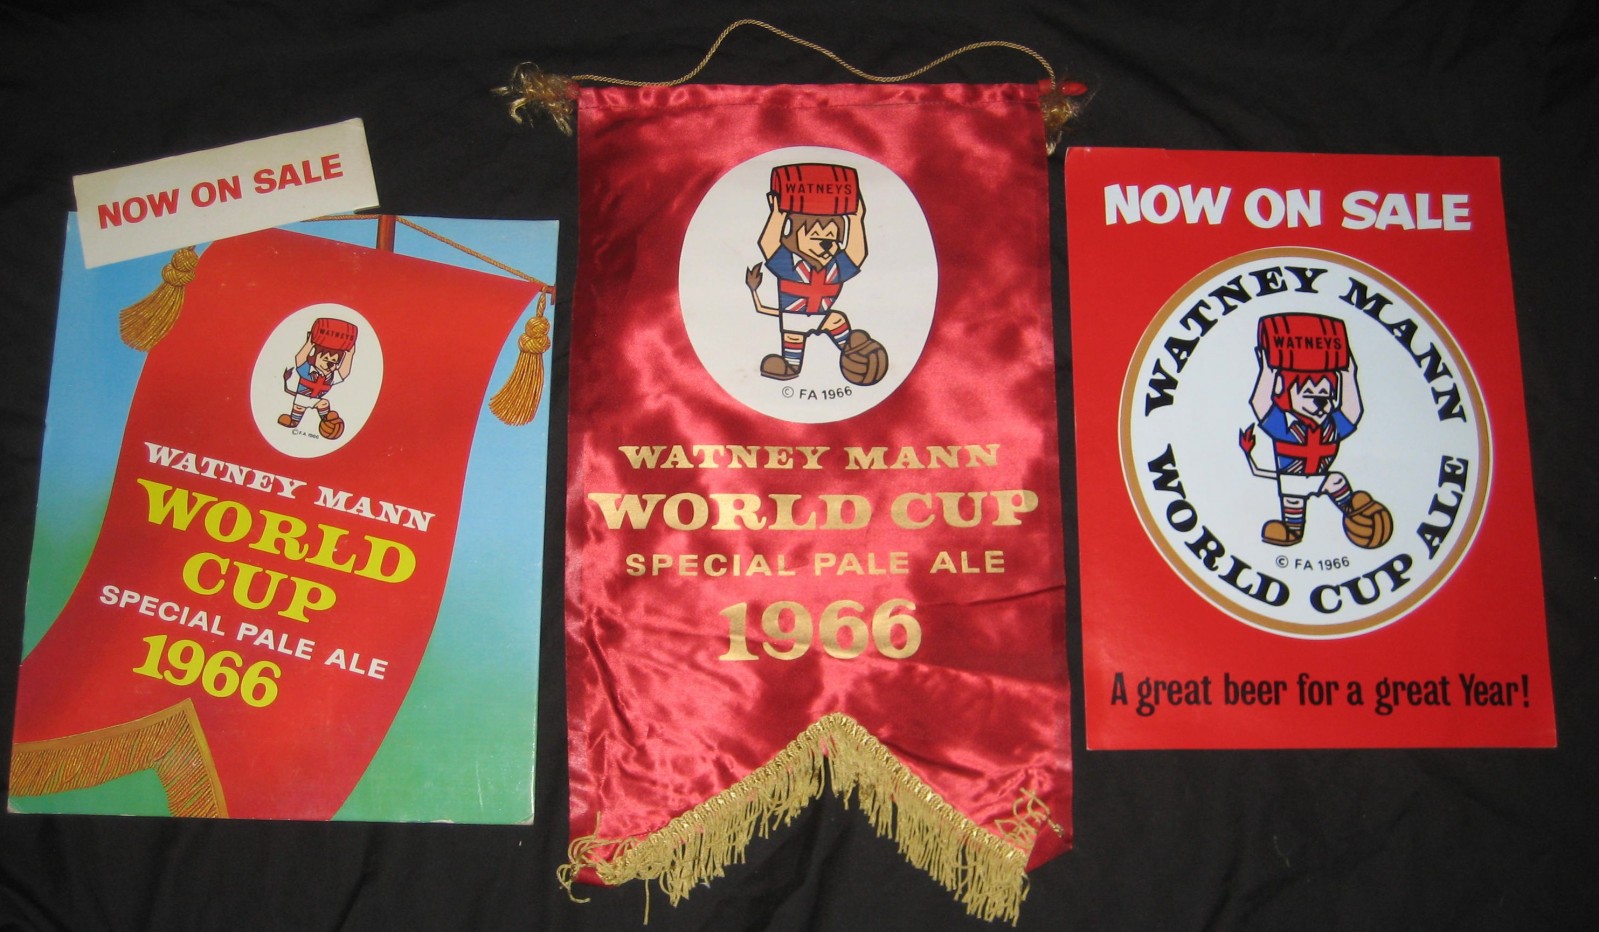 NOW ON SALE
WATNEYS
© FA 1966
WATNEY MANN
WORLD
CUP
SPECIAL PALE ALE
1966
WATNEYS
© FA 1966
WATNEY MANN
WORLD CUP
SPECIAL PALE ALE
1966
NOW ON SALE
WATNEY MANN
WATNEYS
© FA 1966
WORLD CUP ALE
A great beer for a great Year!